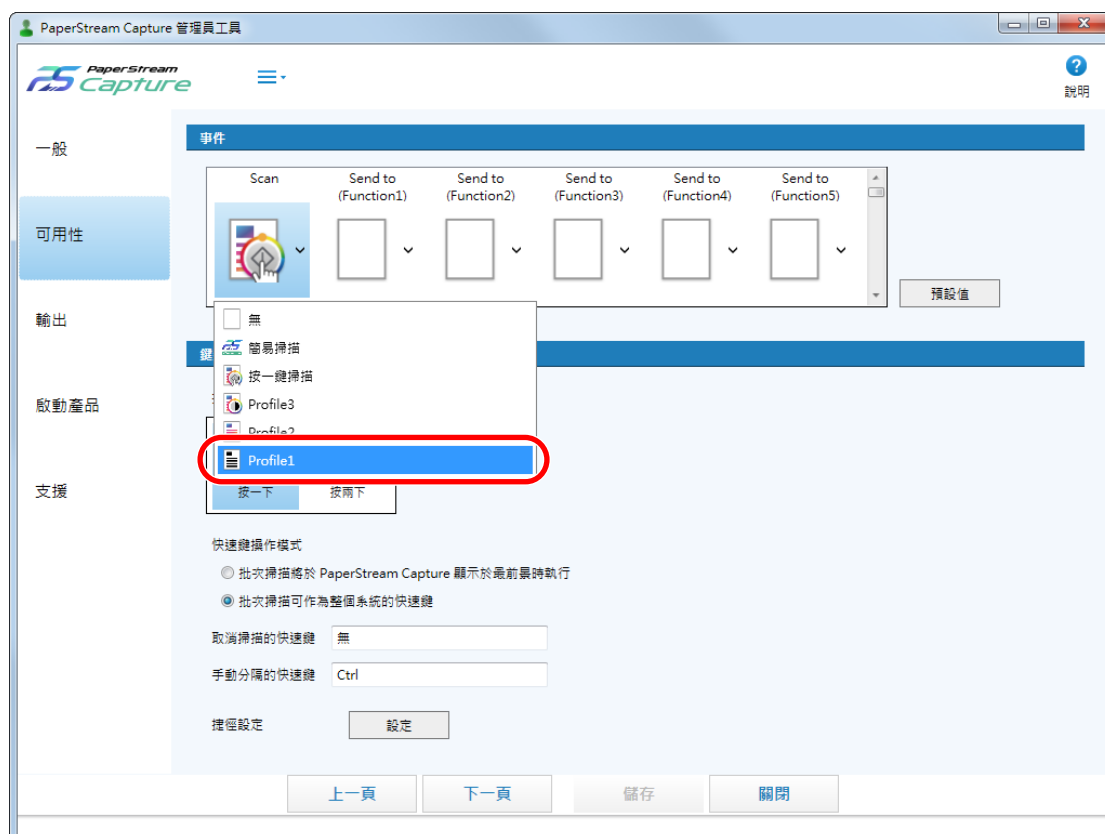 PaperStream Capture 管理員工具
PaperStream
Capture
說明
一般
可用性
輸出
啟動產品
支援
事件
Scan
Send to
(Function1)
Send to
(Function2)
Send to
(Function3)
Send to
(Function4)
Send to
(Function5)
預設值
無
簡易掃描
按一鍵掃描
Profile3
Profile2
Profile1
鍵
按一下 按兩下
快速鍵操作模式
批次掃描將於 PaperStream Capture 顯示於最前景時執行
批次掃描可作為整個系統的快速鍵
取消掃描的快速鍵 無
手動分隔的快速鍵 Ctrl
捷徑設定 設定
上一頁 下一頁 儲存 關閉